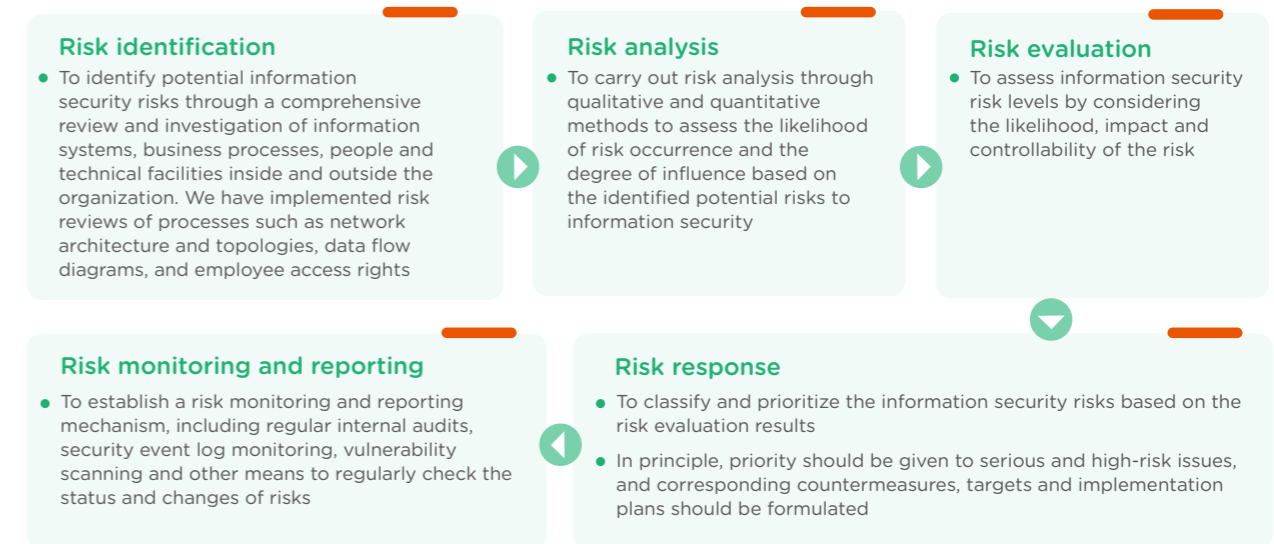 Risk identification
To identify potential information
security risks through a comprehensive
review and investigation of information
systems, business processes, people and
technical facilities inside and outside the
organization. We have implemented risk
reviews of processes such as network
architecture and topologies, data flow
diagrams, and employee access rights
Risk analysis
To carry out risk analysis through
qualitative and quantitative
methods to assess the likelihood
of risk occurrence and the
degree of influence based on
the identified potential risks to
information security
Risk evaluation
To assess information security
risk levels by considering
the likelihood, impact and
controllability of the risk
Risk response
To classify and prioritize the information security risks based on the
risk evaluation results
In principle, priority should be given to serious and high-risk issues,
and corresponding countermeasures, targets and implementation
plans should be formulated
Risk monitoring and reporting
To establish a risk monitoring and reporting
mechanism, including regular internal audits,
security event log monitoring, vulnerability
scanning and other means to regularly check the
status and changes of risks